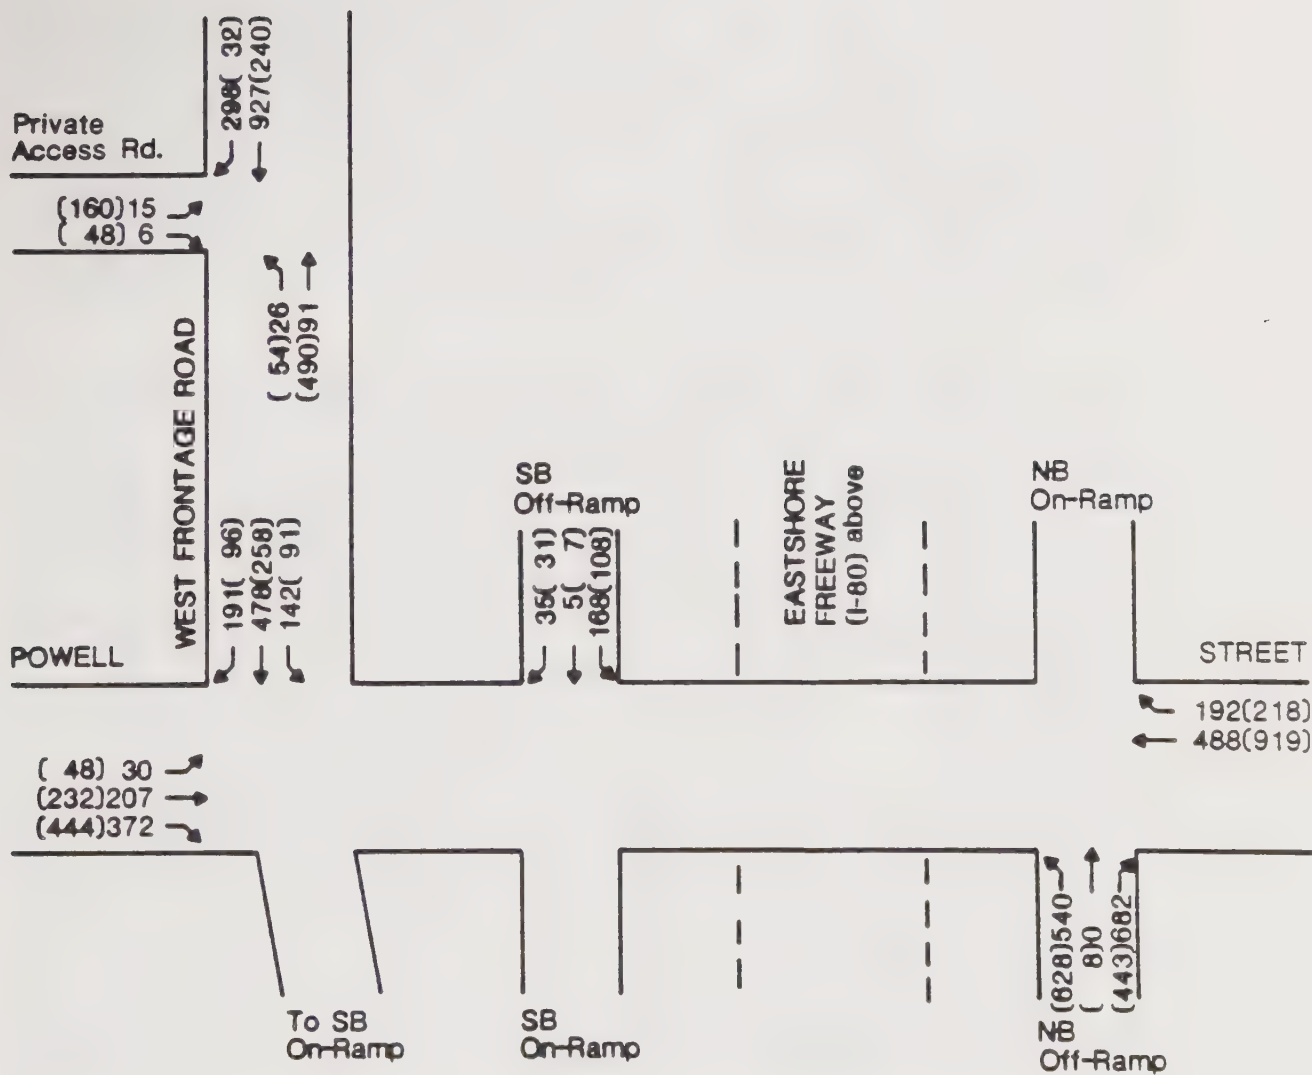 298( 32)
927(240)
Private
Access Rd.
(160)15
( 48) 6
( 54)26
(490)91
WEST FRONTAGE ROAD
SB
Off-Ramp
EASTSHORE
FREEWAY
(I-80) above
NB
On-Ramp
191( 96)
478(258)
142( 91)
35( 31)
5( 7)
168(108)
POWELL
STREET
192(218)
488(919)
( 48) 30
(232)207
(444)372
(628)540
( 8)0
(443)682
To SB
On-Ramp
SB
On-Ramp
NB
Off-Ramp